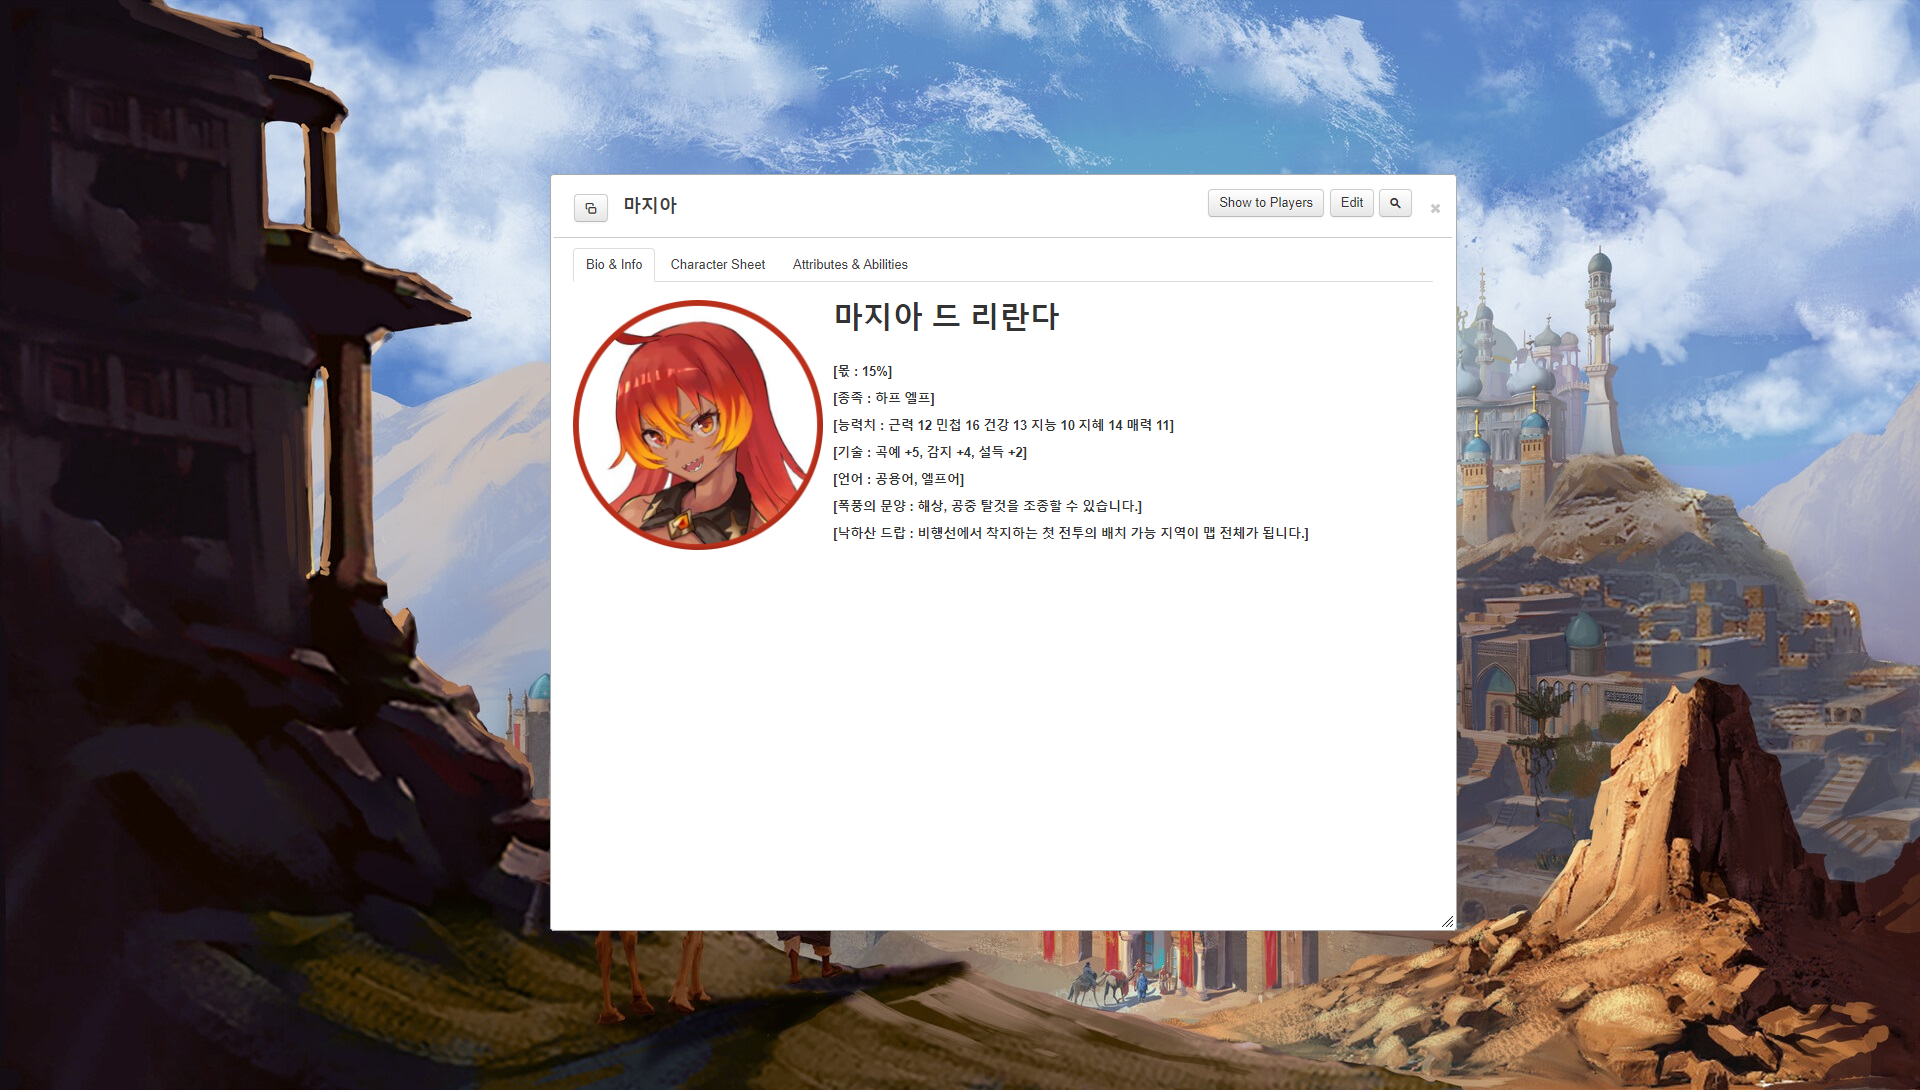 마지아
Show to Players
Edit
Bio & Info
Character Sheet
Attributes & Abilities
마지아 드 리란다
[몫 : 15%]
[종족 : 하프 엘프]
[능력치 : 근력 12 민첩 16 건강 13 지능 10 지혜 14 매력 11]
[기술 : 곡예 +5, 감지 +4, 설득 +2]
[언어 : 공용어, 엘프어]
[폭풍의 문양 : 해상, 공중 탈것을 조종할 수 있습니다.]
[낙하산 드랍 : 비행선에서 착지하는 첫 전투의 배치 가능 지역이 맵 전체가 됩니다.]